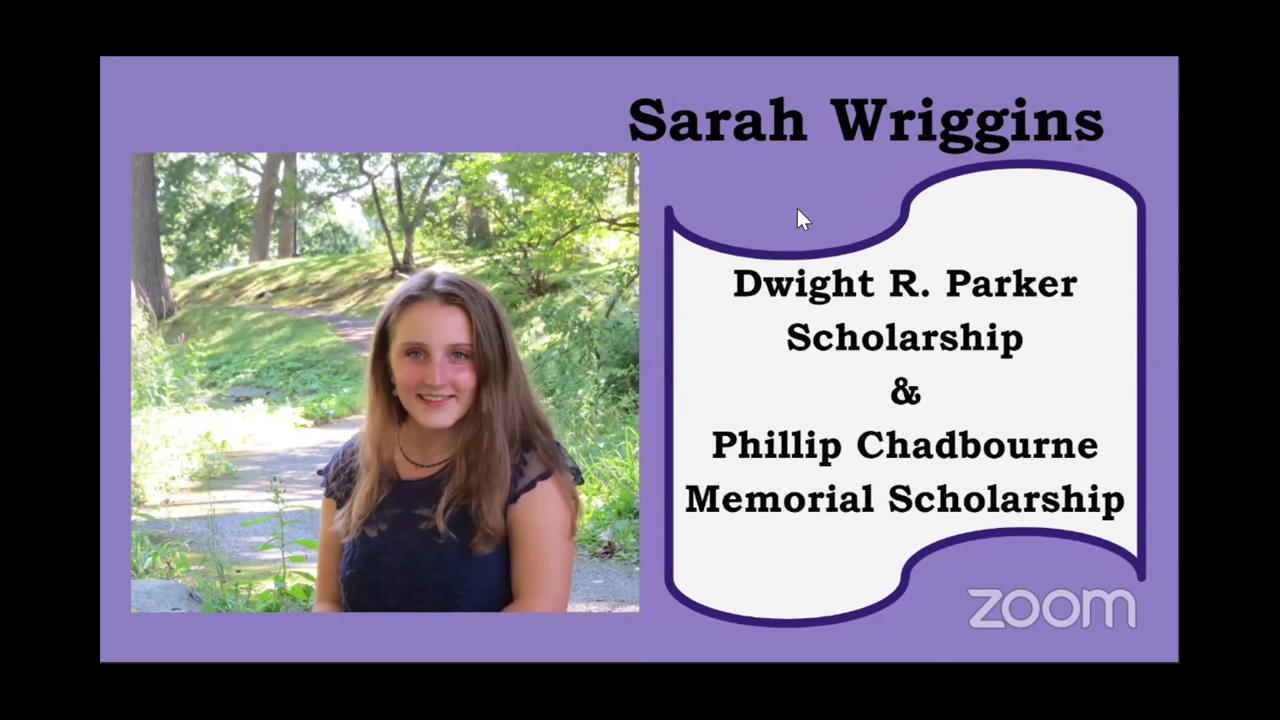 Sarah Wriggins
Dwight R. Parker
Scholarship
&
Phillip Chadbourne
Memorial Scholarship
zoom